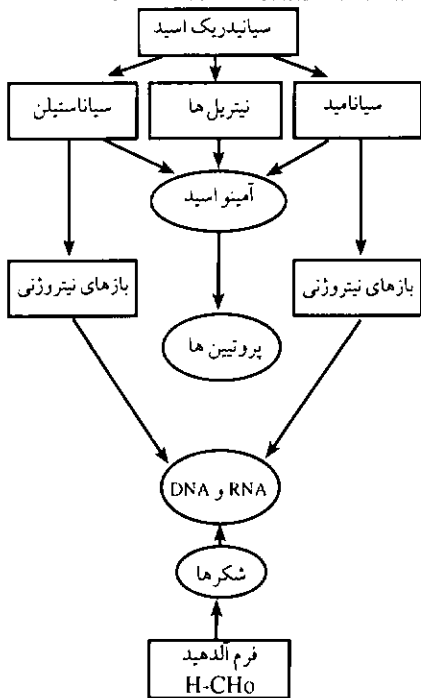 سیانیدریک اسید
سیاناستیلن
نیتریل ها
سیانامید
آمینو اسید
بازهای نیتروژنی
بازهای نیتروژنی
پروتیین ها
DNA و RNA
شکرها
فرم آلدهید
H-CHo